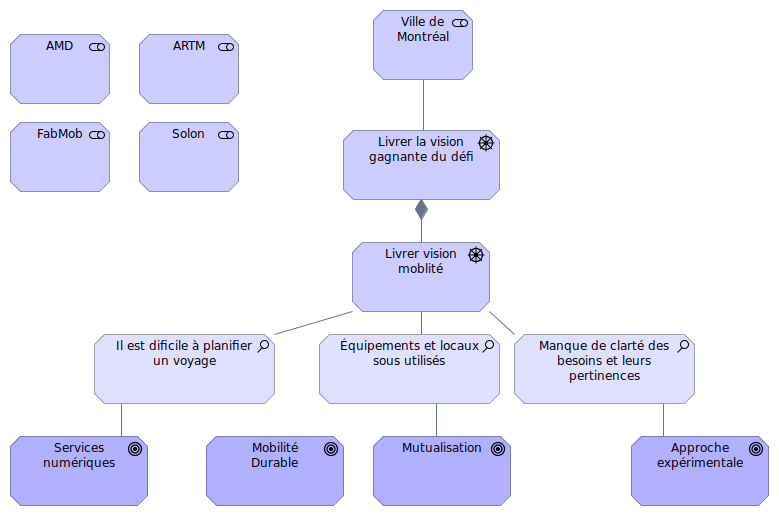 Ville de
Montréal
AMD
ARTM
FabMob
Solon
Livrer la vision
gagnante du défi
Livrer vision
moblité
Il est dificile à planifier
un voyage
Équipements et locaux
sous utilisés
Manque de clarté des
besoins et leurs
pertinences
Services
numériques
Mobilité
Durable
Mutualisation
Approche
expérimentale